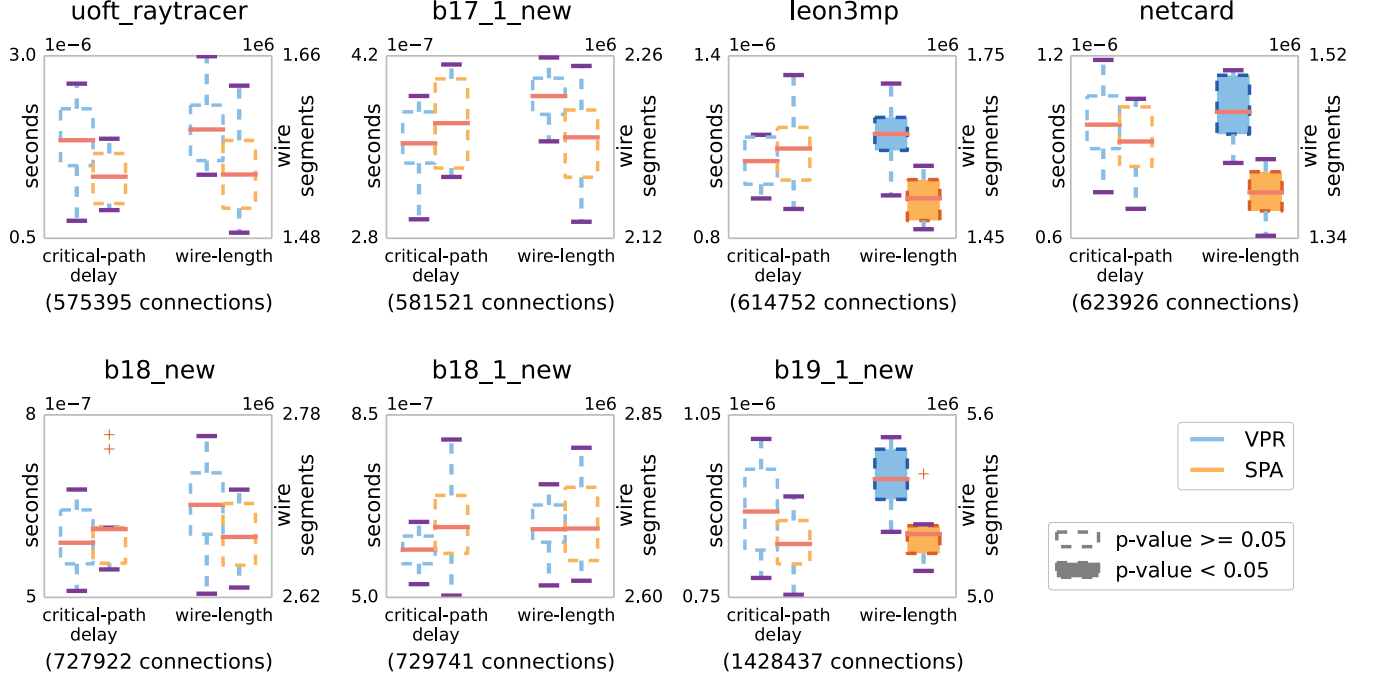 uoft_raytracer
1e−6 1e6
3.0 1.66
seconds
wire
segments
0.5 1.48
critical-path
delay
wire-length
(575395 connections)
b17_1_new
1e−7 1e6
4.2 2.26
seconds
wire
segments
2.8 2.12
critical-path
delay
wire-length
(581521 connections)
leon3mp
1e−6 1e6
1.4 1.75
seconds
wire
segments
0.8 1.45
critical-path
delay
wire-length
(614752 connections)
netcard
1e−6 1e6
1.2 1.52
seconds
wire
segments
0.6 1.34
critical-path
delay
wire-length
(623926 connections)
b18_new
1e−7 1e6
8 2.78
seconds
wire
segments
5 2.62
critical-path
delay
wire-length
(727922 connections)
b18_1_new
1e−7 1e6
8.5 2.85
seconds
wire
segments
5.0 2.60
critical-path
delay
wire-length
(729741 connections)
b19_1_new
1e−6 1e6
1.05 5.6
seconds
wire
segments
0.75 5.0
critical-path
delay
wire-length
(1428437 connections)
VPR
SPA
p-value >= 0.05
p-value < 0.05